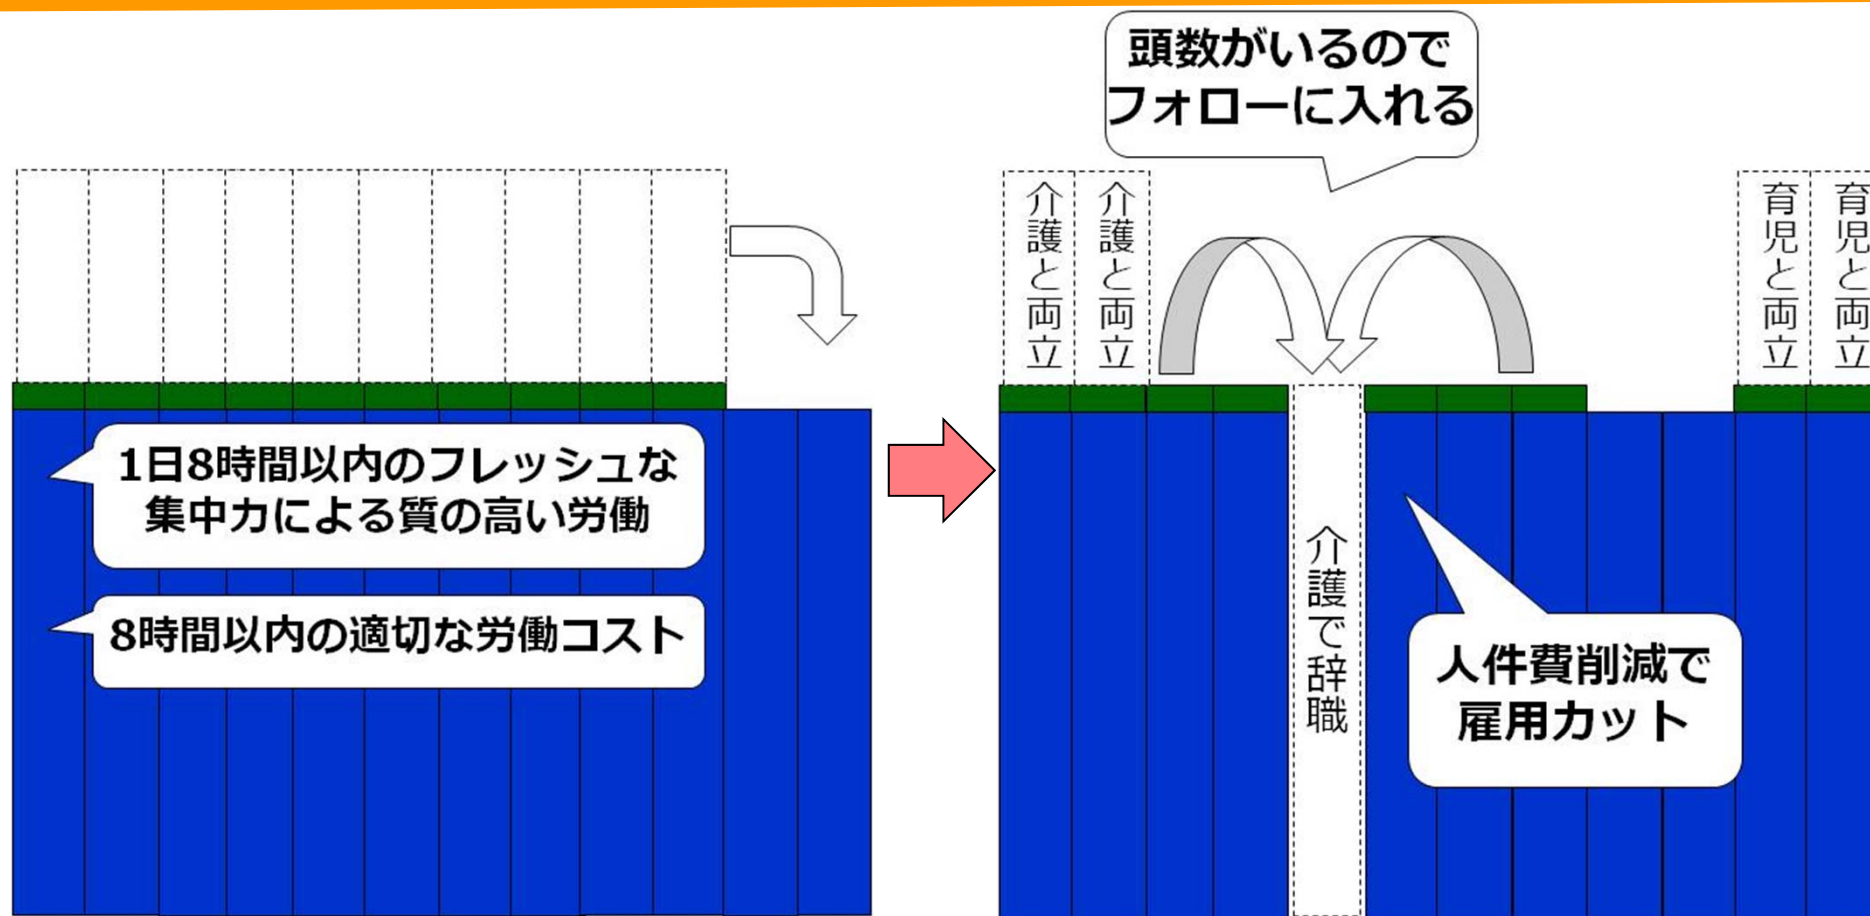 頭数がいるので
フォローに入れる
1日8時間以内のフレッシュな
集中力による質の高い労働
8時間以内の適切な労働コスト
介護と両立
介護と両立
介護で辞職
人件費削減で
雇用カット
育児と両立
育児と両立